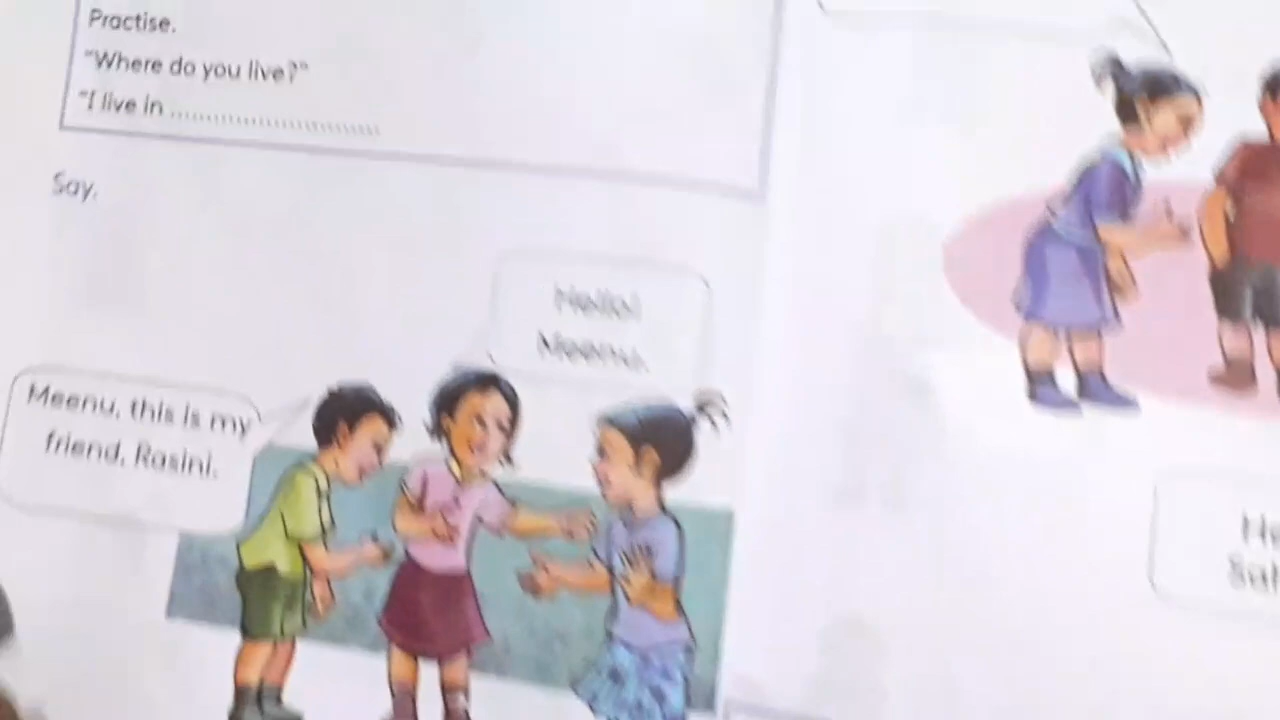 Practise.
"Where do you live?"
"I live in ..............................
Say.
Hello!
Meenu.
Meenu, this is my
friend, Rasini.